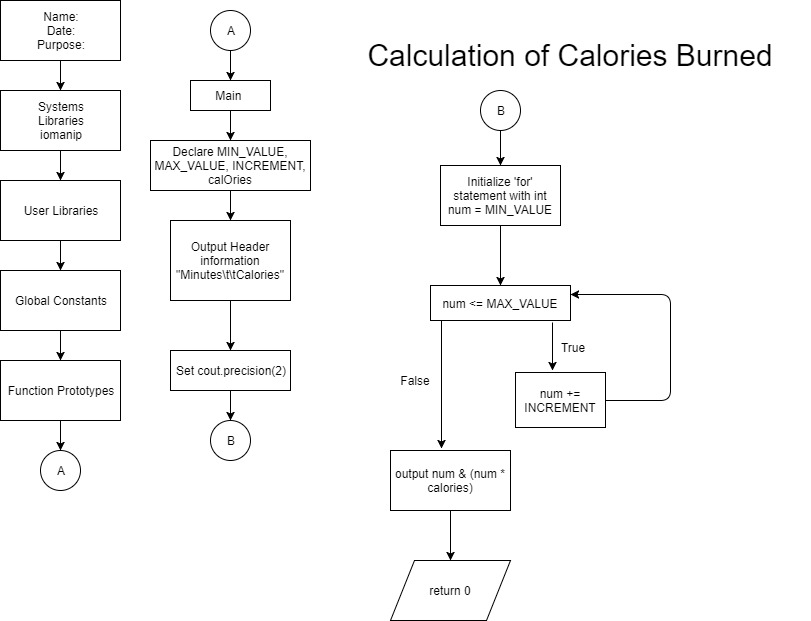 Name:
Date:
Purpose:
Systems
Libraries
iomanip
User Libraries
Global Constants
Function Prototypes
A
A
Main
Declare MIN_VALUE,
MAX_VALUE, INCREMENT,
calOries
Output Header
information
"Minutes\t\tCalories"
Set cout.precision(2)
B
Calculation of Calories Burned
B
Initialize 'for'
statement with int
num = MIN_VALUE
num <= MAX_VALUE
True
False
num +=
INCREMENT
output num & (num *
calories)
return 0